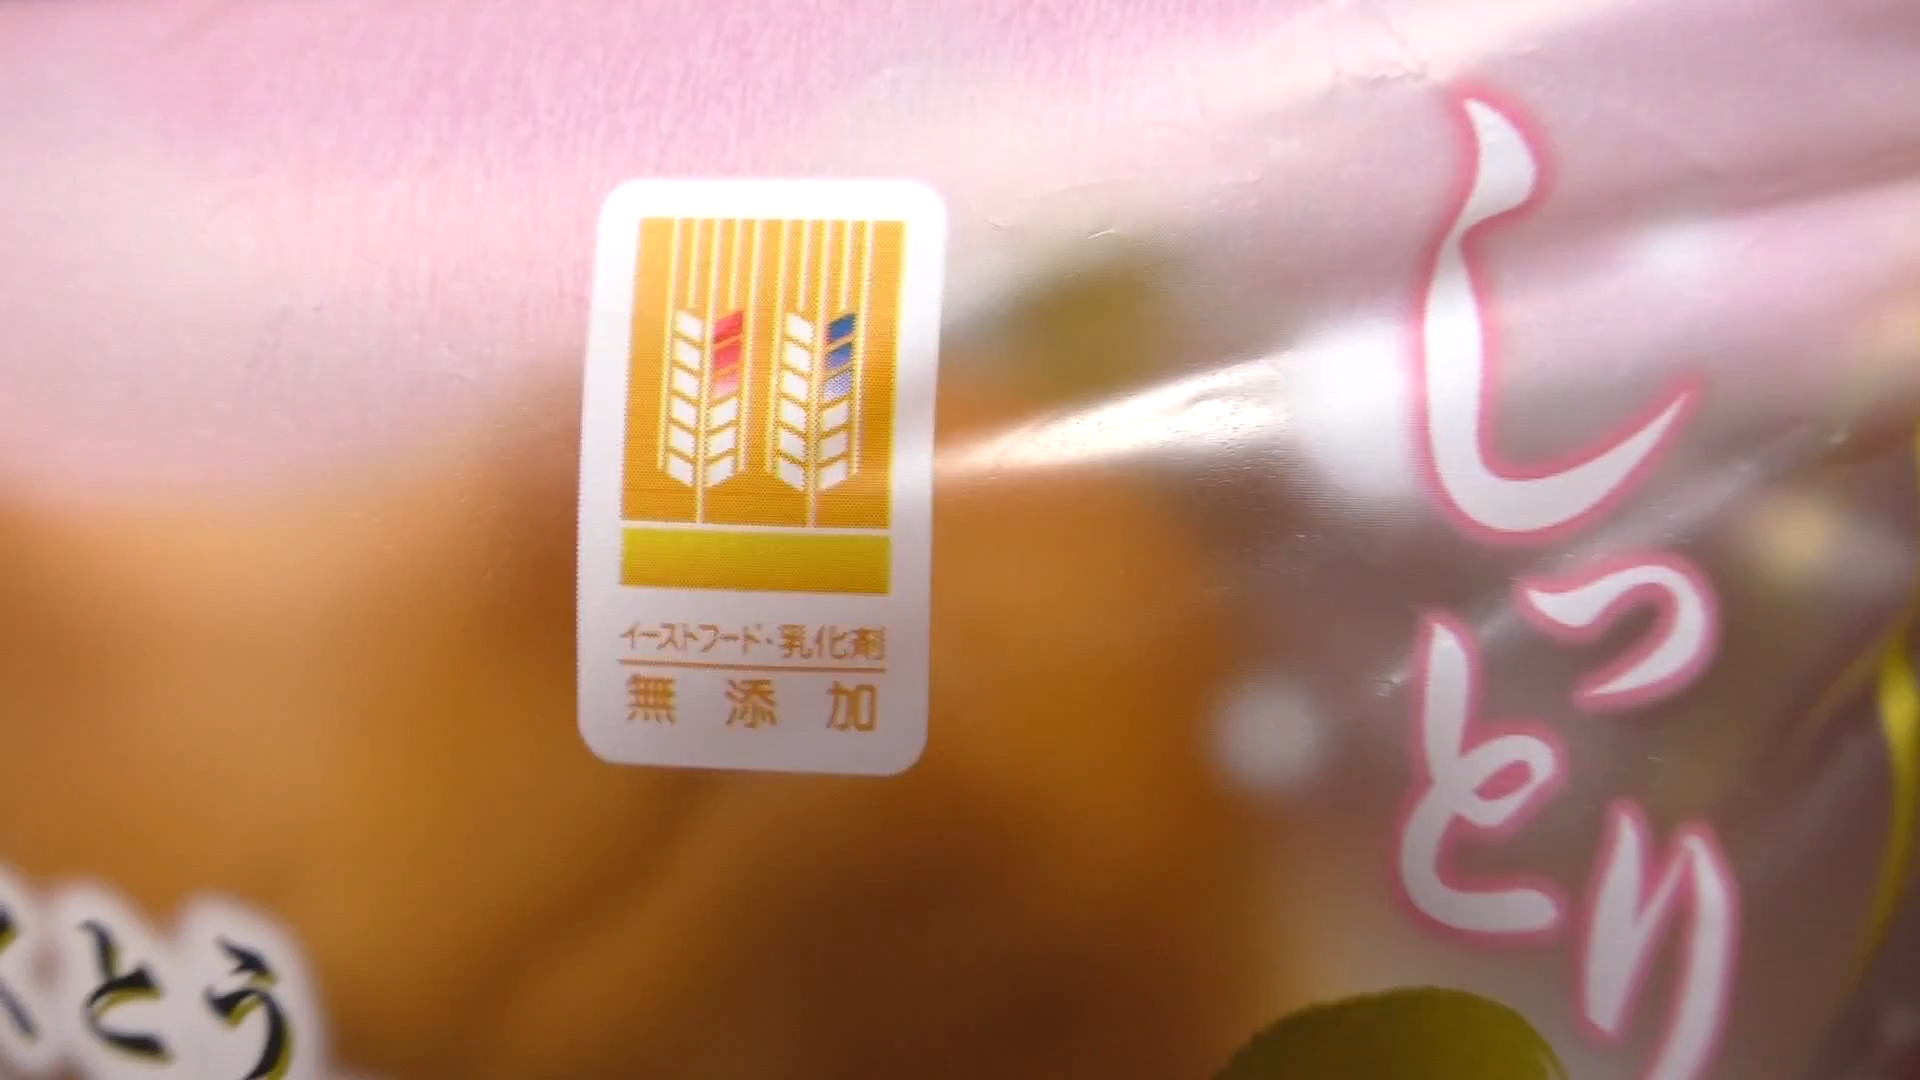 しっとり
イーストフード・乳化剤
無添加
とう